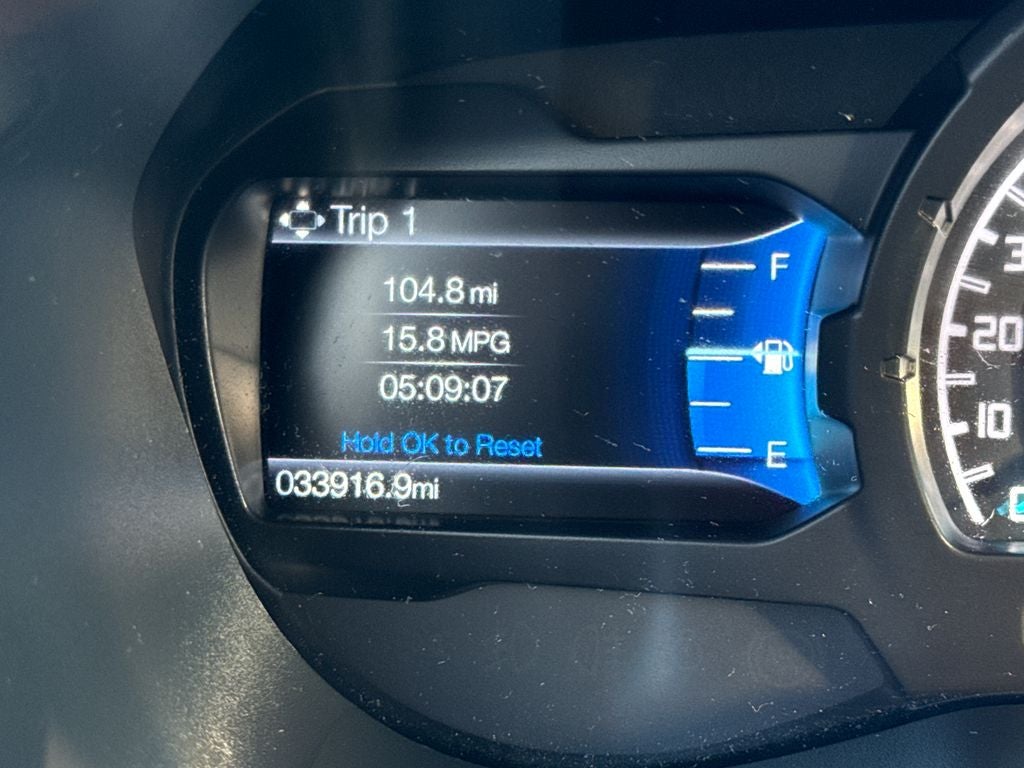 Trip 1
104.8 mi
15.8 MPG
05:09:07
Hold OK to Reset
033916.9mi
F
E
20
10